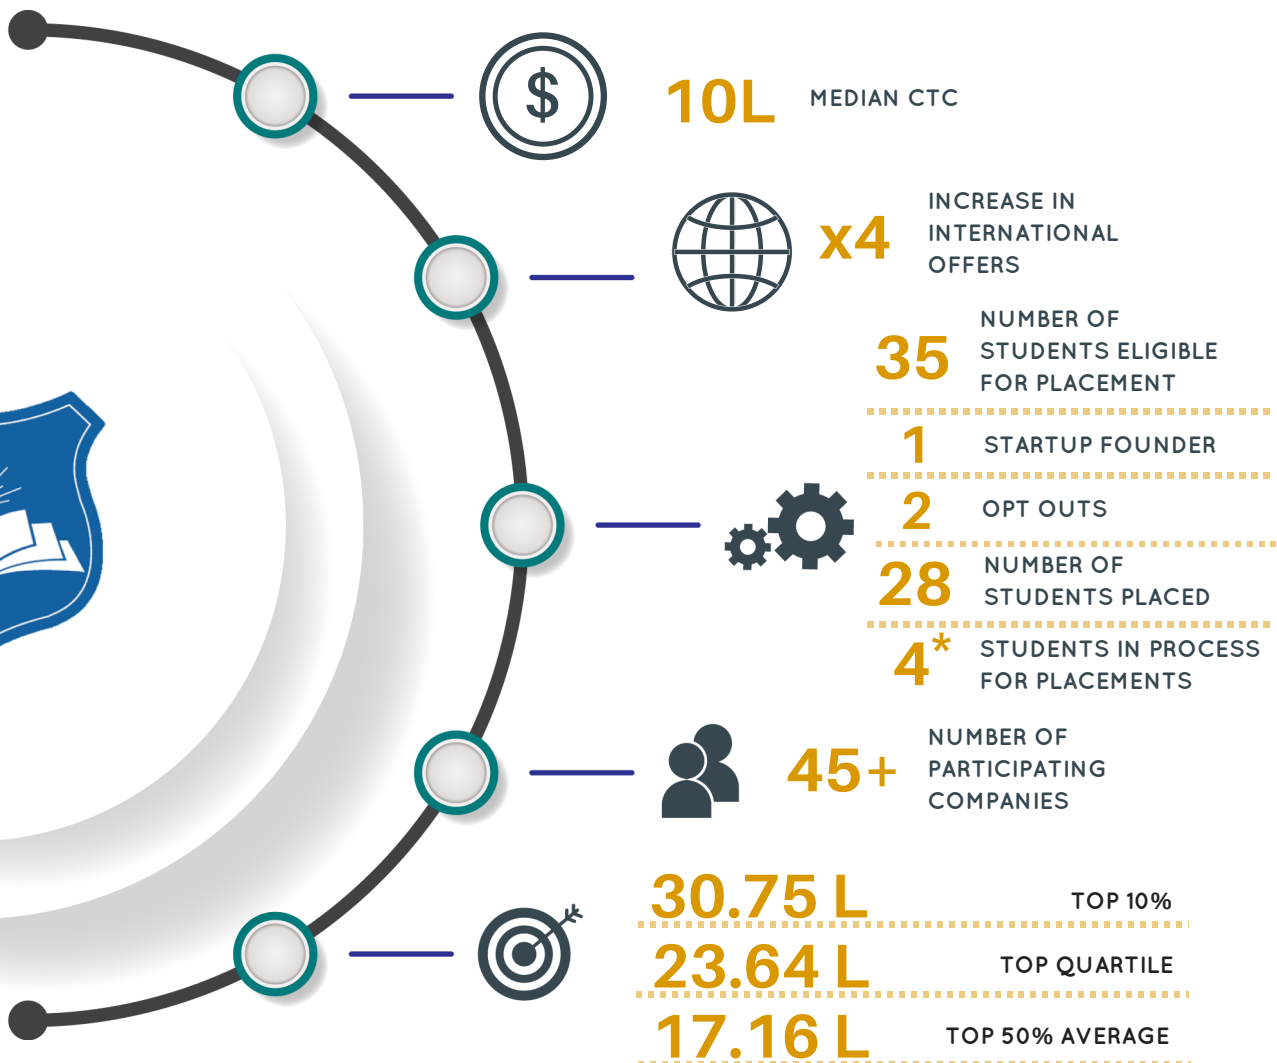 $
10L MEDIAN CTC
x4 INCREASE IN
INTERNATIONAL
OFFERS
35 NUMBER OF
STUDENTS ELIGIBLE
FOR PLACEMENT
1 STARTUP FOUNDER
2 OPT OUTS
28 NUMBER OF
STUDENTS PLACED
4* STUDENTS IN PROCESS
FOR PLACEMENTS
45+ NUMBER OF
PARTICIPATING
COMPANIES
30.75 L TOP 10%
23.64 L TOP QUARTILE
17.16 L TOP 50% AVERAGE